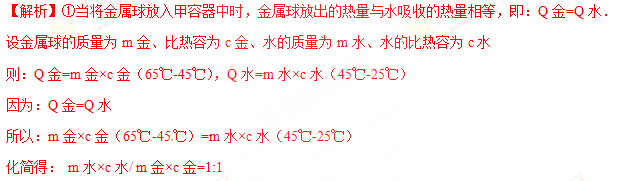 【解析】①当将金属球放入甲容器中时，金属球放出的热量与水吸收的热量相等，即：Q 金=Q 水.
设金属球的质量为 m 金、比热容为 c 金、水的质量为 m 水、水的比热容为 c 水
则：Q 金=m 金×c 金（65℃-45℃），Q 水=m 水×c 水（45℃-25℃）
因为：Q 金=Q 水
所以：m 金×c 金（65℃-45.℃）=m 水×c 水（45℃-25℃）
化简得： m 水×c 水/ m 金×c 金=1:1